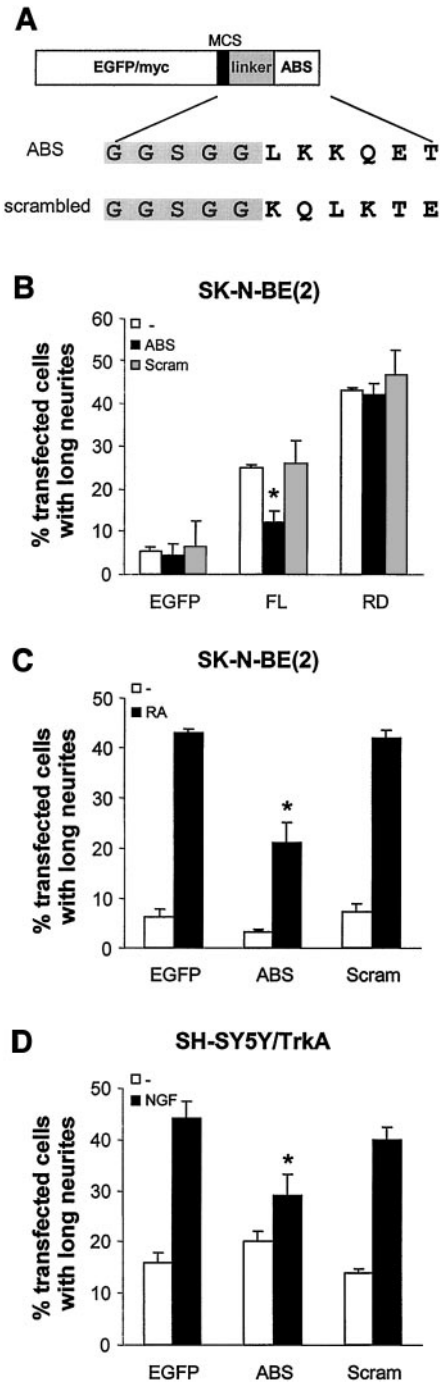 A
MCS
EGFP/myc linker ABS
ABS G G S G G L K K Q E T
scrambled G G S G G K Q L K T E
B SK-N-BE(2)
% transfected cells
with long neurites
60
50
40
30
20
10
0
-
ABS
Scram
*
EGFP FL RD
C SK-N-BE(2)
% transfected cells
with long neurites
50
40
30
20
10
0
-
RA
*
EGFP ABS Scram
D SH-SY5Y/TrkA
% transfected cells
with long neurites
50
40
30
20
10
0
-
NGF
*
EGFP ABS Scram